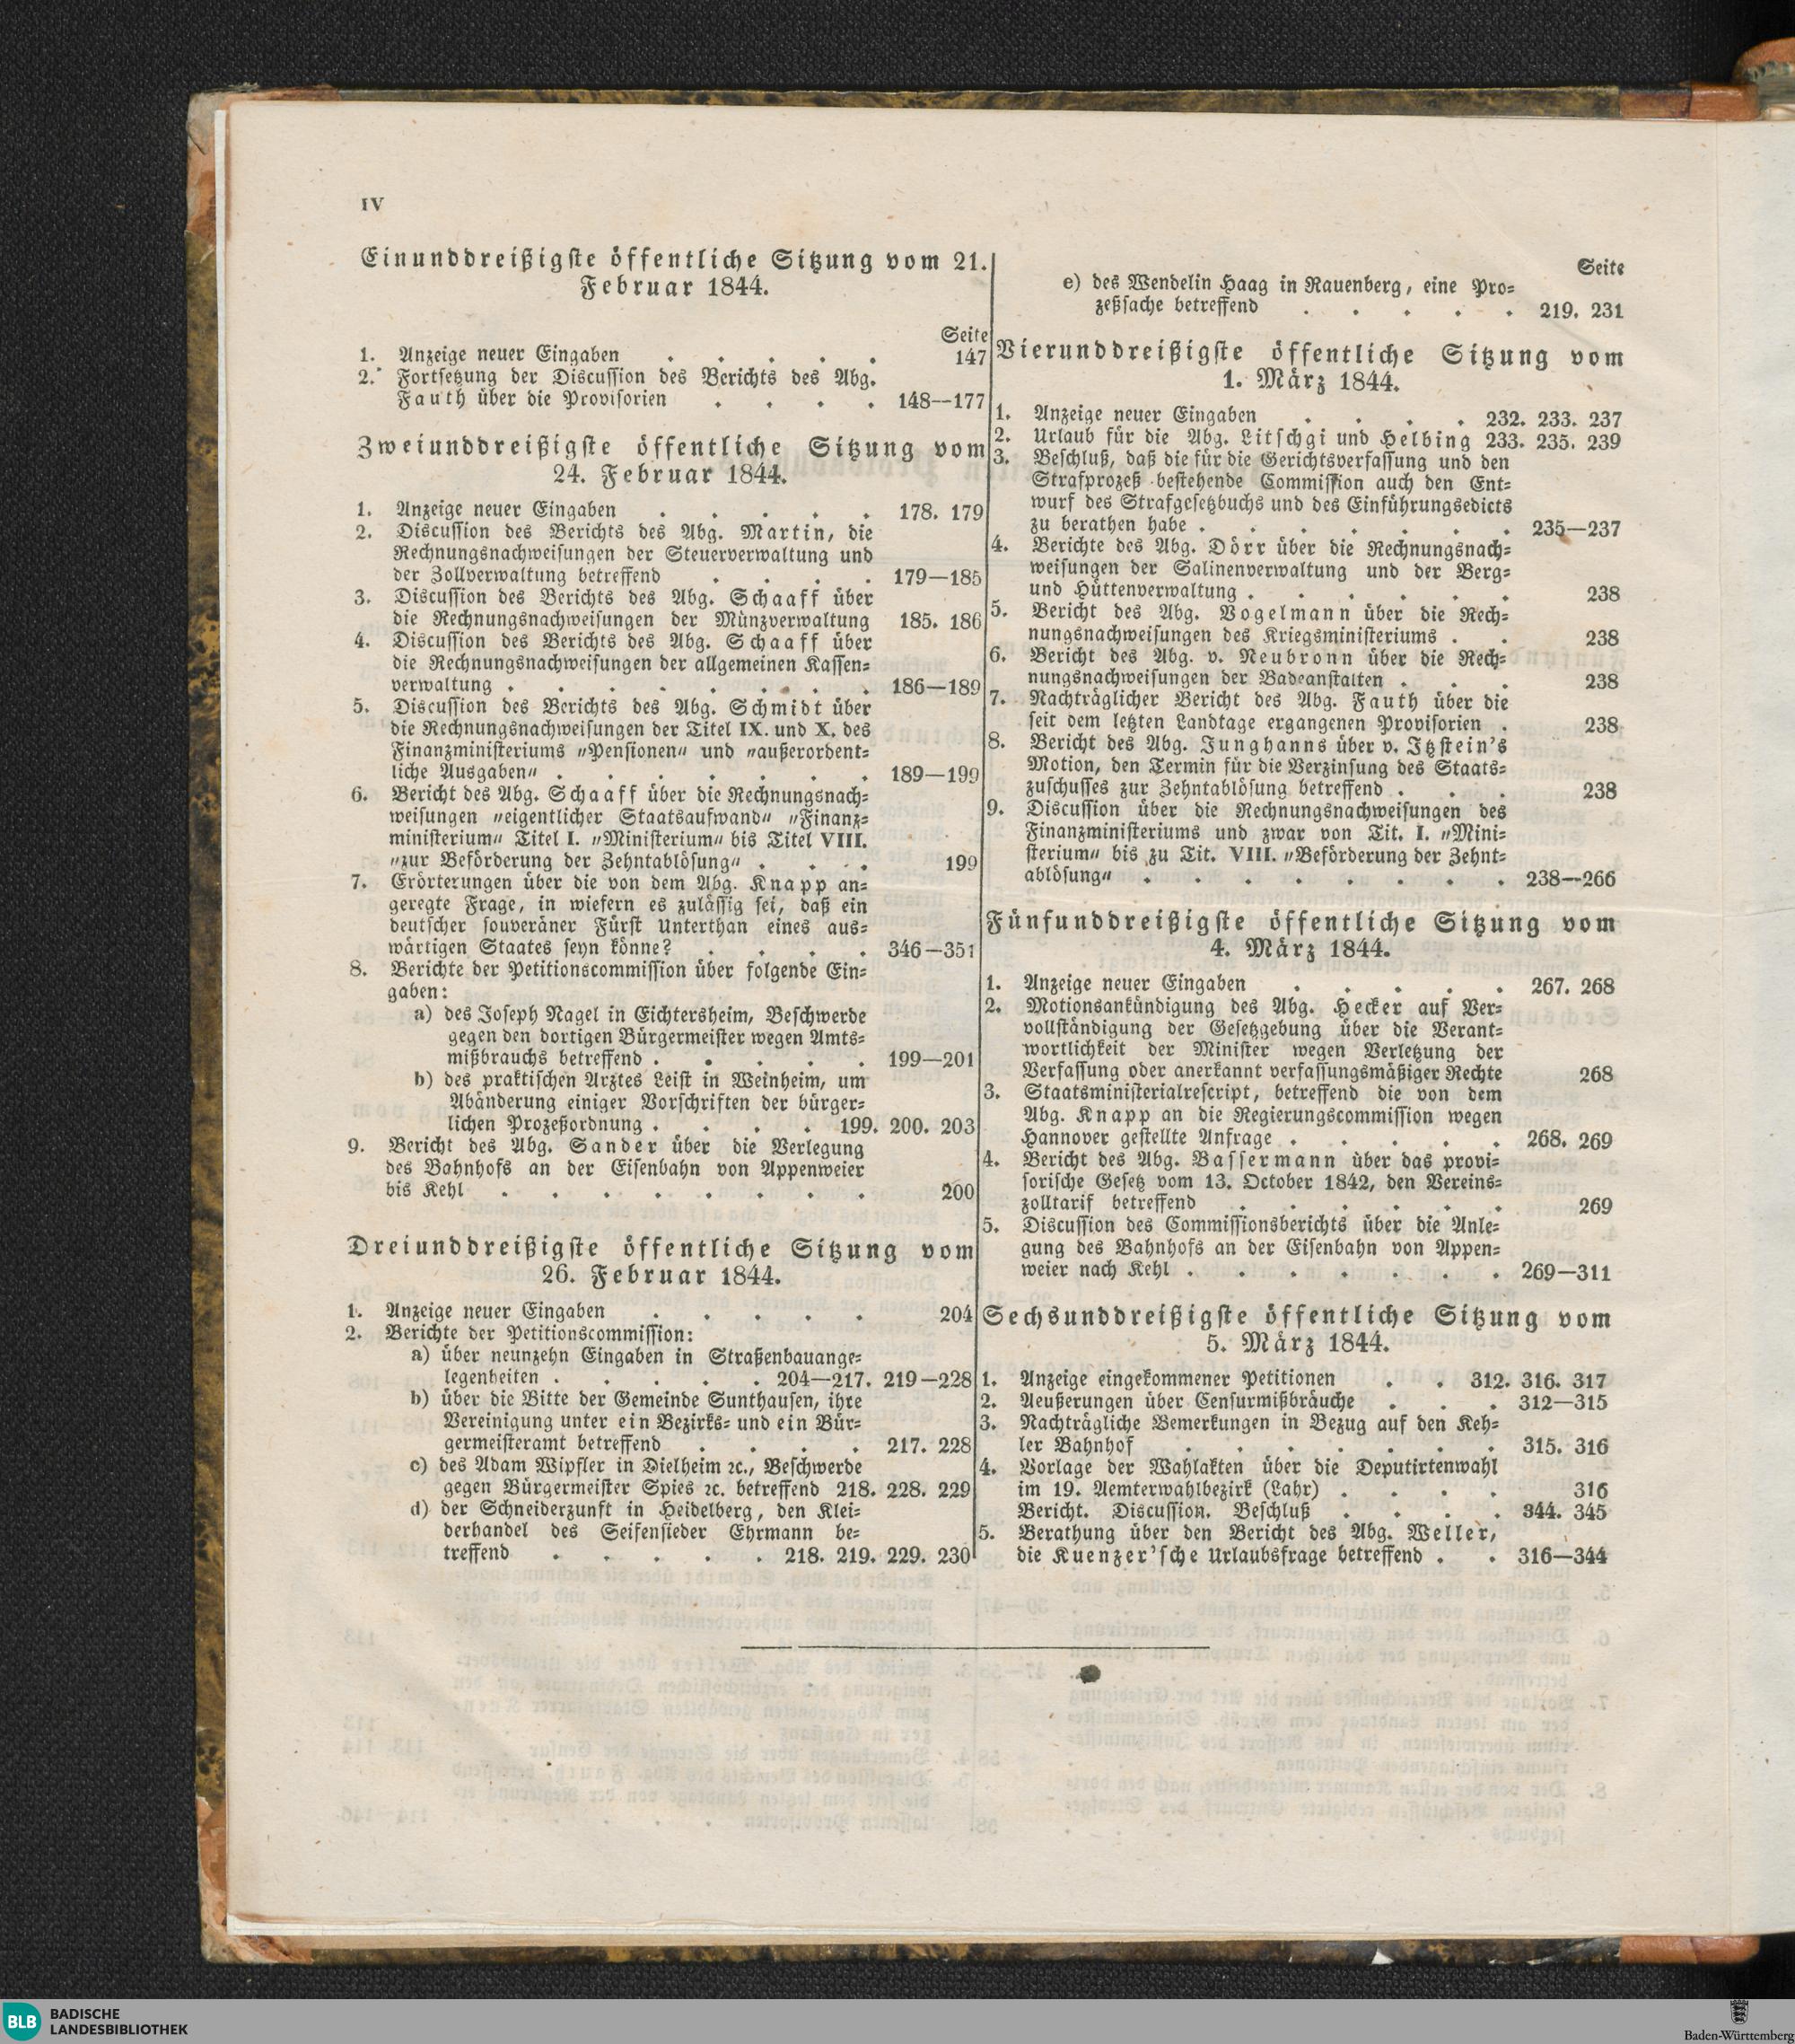 IV
Einunddreißigste öffentliche Sitzung vom 21.
Februar 1844.
Seite
1. Anzeige neuer Eingaben . . . . . 147
2. Fortsetzung der Discussion des Berichts des Abg.
Fauth über die Provisorien . . . . 148—177
Zweiunddreißigste öffentliche Sitzung vom
24. Februar 1844.
1. Anzeige neuer Eingaben . . . . . 178. 179
2. Discussion des Berichts des Abg. Martin, die
Rechnungsnachweisungen der Steuerverwaltung und
der Zollverwaltung betreffend . . . . 179—185
3. Discussion des Berichts des Abg. Schaaff über
die Rechnungsnachweisungen der Münzverwaltung 185. 186
4. Discussion des Berichts des Abg. Schaaff über
die Rechnungsnachweisungen der allgemeinen Kassen-
verwaltung . . . . . . . . 186—189
5. Discussion des Berichts des Abg. Schmidt über
die Rechnungsnachweisungen der Titel IX. und X. des
Finanzministeriums „Pensionen“ und „außerordent-
liche Ausgaben“ . . . . . . . 189—199
6. Bericht des Abg. Schaaff über die Rechnungsnach-
weisungen „eigentlicher Staatsaufwand“ „Finanz-
ministerium“ Titel I. „Ministerium“ bis Titel VIII.
„zur Beförderung der Zehntablösung“ . . . 199
7. Erörterungen über die von dem Abg. Knapp an-
geregte Frage, in wiefern es zulässig sei, daß ein
deutscher souveräner Fürst Unterthan eines aus-
wärtigen Staates seyn könne? . . . . 346—351
8. Berichte der Petitionscommission über folgende Ein-
gaben:
a) des Joseph Nagel in Eichtersheim, Beschwerde
gegen den dortigen Bürgermeister wegen Amts-
mißbrauchs betreffend . . . . . 199—201
b) des praktischen Arztes Leist in Weinheim, um
Abänderung einiger Vorschriften der bürger-
lichen Prozeßordnung . . . . 199. 200. 203
9. Bericht des Abg. Sander über die Verlegung
des Bahnhofs an der Eisenbahn von Appenweier
bis Kehl . . . . . . . . 200
Dreiunddreißigste öffentliche Sitzung vom
26. Februar 1844.
1. Anzeige neuer Eingaben . . . . . 204
2. Berichte der Petitionscommission:
a) über neunzehn Eingaben in Straßenbauange-
legenheiten . . . . . 204—217. 219—228
b) über die Bitte der Gemeinde Sunthausen, ihre
Vereinigung unter ein Bezirks- und ein Bür-
germeisteramt betreffend . . . . 217. 228
c) des Adam Wipfler in Dielheim ꝛc., Beschwerde
gegen Bürgermeister Spies ꝛc. betreffend 218. 228. 229
d) der Schneiderzunft in Heidelberg, den Klei-
derhandel des Seifensieder Ehrmann be-
treffend . . . . . 218. 219. 229. 230
Seite
e) des Wendelin Haag in Rauenberg, eine Pro-
zeßsache betreffend . . . . . 219. 231
Vierunddreißigste öffentliche Sitzung vom
1. März 1844.
1. Anzeige neuer Eingaben . . . . 232. 233. 237
2. Urlaub für die Abg. Litschgi und Helbing 233. 235. 239
3. Beschluß, daß die für die Gerichtsverfassung und den
Strafprozeß bestehende Commission auch den Ent-
wurf des Strafgesetzbuchs und des Einführungsedicts
zu berathen habe . . . . . . . 235—237
4. Berichte des Abg. Dörr über die Rechnungsnach-
weisungen der Salinenverwaltung und der Berg-
und Hüttenverwaltung . . . . . . 238
5. Bericht des Abg. Vogelmann über die Rech-
nungsnachweisungen des Kriegsministeriums . . 238
6. Bericht des Abg. v. Neubronn über die Rech-
nungsnachweisungen der Badeanstalten . . . 238
7. Nachträglicher Bericht des Abg. Fauth über die
seit dem letzten Landtage ergangenen Provisorien . 238
8. Bericht des Abg. Junghanns über v. Itzstein's
Motion, den Termin für die Verzinsung des Staats-
zuschusses zur Zehntablösung betreffend . . . 238
9. Discussion über die Rechnungsnachweisungen des
Finanzministeriums und zwar von Tit. I. „Mini-
sterium“ bis zu Tit. VIII. „Beförderung der Zehnt-
ablösung“ . . . . . . . . 238—266
Fünfunddreißigste öffentliche Sitzung vom
4. März 1844.
1. Anzeige neuer Eingaben . . . . . 267. 268
2. Motionsankündigung des Abg. Hecker auf Ver-
vollständigung der Gesetzgebung über die Verant-
wortlichkeit der Minister wegen Verletzung der
Verfassung oder anerkannt verfassungsmäßiger Rechte 268
3. Staatsministerialrescript, betreffend die von dem
Abg. Knapp an die Regierungscommission wegen
Hannover gestellte Anfrage . . . . . 268. 269
4. Bericht des Abg. Bassermann über das provi-
sorische Gesetz vom 13. October 1842, den Vereins-
zolltarif betreffend . . . . . . 269
5. Discussion des Commissionsberichts über die Anle-
gung des Bahnhofs an der Eisenbahn von Appen-
weier nach Kehl . . . . . . . 269—311
Sechsunddreißigste öffentliche Sitzung vom
5. März 1844.
1. Anzeige eingekommener Petitionen . . 312. 316. 317
2. Aeußerungen über Censurmißbräuche . . . 312—315
3. Nachträgliche Bemerkungen in Bezug auf den Keh-
ler Bahnhof . . . . . . . 315. 316
4. Vorlage der Wahlakten über die Deputirtenwahl
im 19. Aemterwahlbezirk (Lahr) . . . . 316
Bericht. Discussion. Beschluß . . . . 344. 345
5. Berathung über den Bericht des Abg. Weller,
die Kuenzer'sche Urlaubsfrage betreffend . . 316—344
BLB BADISCHE
LANDESBIBLIOTHEK
Baden-Württemberg